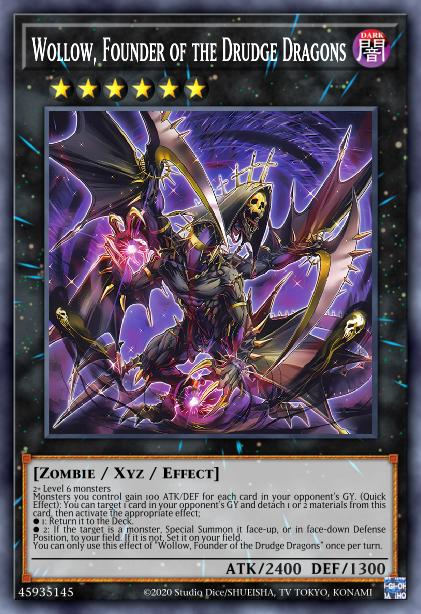 Wollow, Founder of the Drudge Dragons
DARK
闇
[Zombie / Xyz / Effect]
2+ Level 6 monsters
Monsters you control gain 100 ATK/DEF for each card in your opponent's GY. (Quick
Effect): You can target 1 card in your opponent's GY and detach 1 or 2 materials from this
card, then activate the appropriate effect;
● 1: Return it to the Deck.
● 2: If the target is a monster, Special Summon it face-up, or in face-down Defense
Position, to your field. If it is not, Set it on your field.
You can only use this effect of "Wollow, Founder of the Drudge Dragons" once per turn.
ATK/2400 DEF/1300
45935145
©2020 Studio Dice/SHUEISHA, TV TOKYO, KONAMI